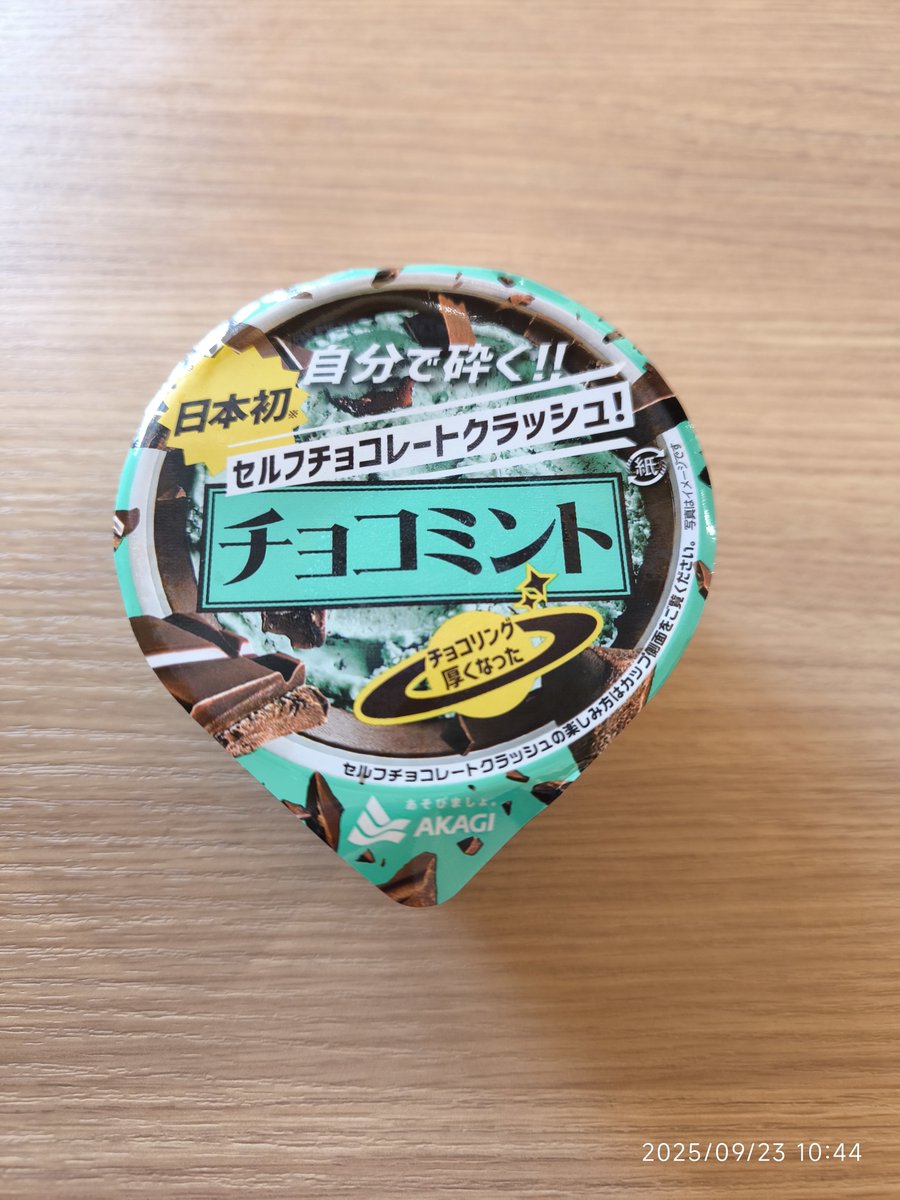 自分で砕く!!
日本初※
セルフチョコレートクラッシュ!
紙
チョコミント
チョコリング
厚くなった
写真はイメージです
セルフチョコレートクラッシュの楽しみ方はカップ側面をご覧ください。
あそびましょ。
AKAGI
2025/09/23 10:44